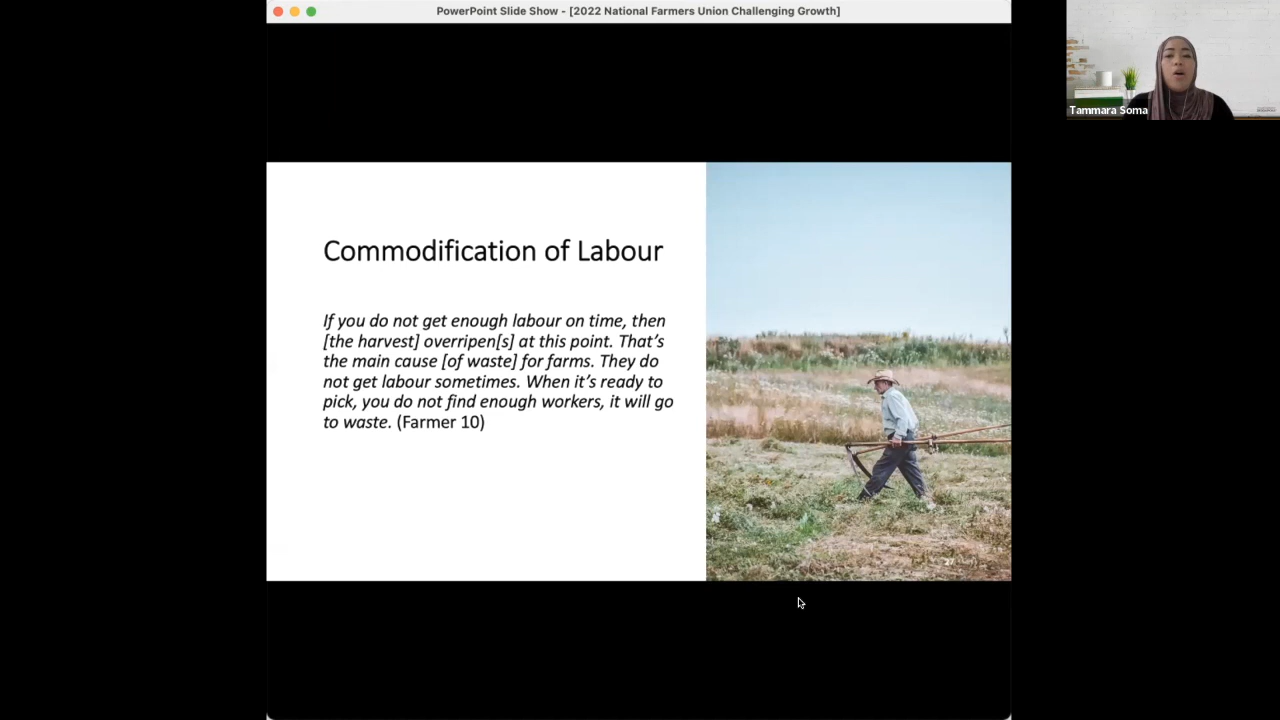 PowerPoint Slide Show - [2022 National Farmers Union Challenging Growth]
Tammara Soma
Commodification of Labour
If you do not get enough labour on time, then
[the harvest] overripen[s] at this point. That’s
the main cause [of waste] for farms. They do
not get labour sometimes. When it’s ready to
pick, you do not find enough workers, it will go
to waste. (Farmer 10)
27